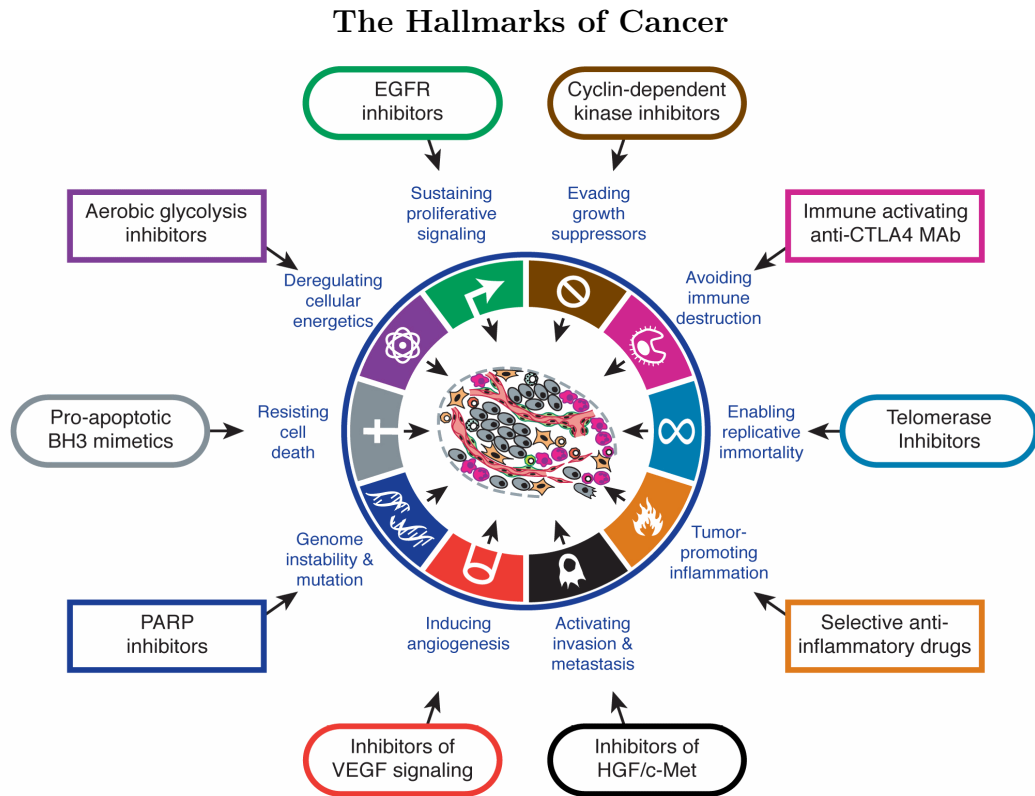 The Hallmarks of Cancer
EGFR
inhibitors
Cyclin-dependent
kinase inhibitors
Sustaining
proliferative
signaling
Evading
growth
suppressors
Aerobic glycolysis
inhibitors
Immune activating
anti-CTLA4 MAb
Deregulating
cellular
energetics
Avoiding
immune
destruction
Pro-apoptotic
BH3 mimetics
Resisting
cell
death
Enabling
replicative
immortality
Telomerase
Inhibitors
Genome
instability &
mutation
Tumor-
promoting
inflammation
PARP
inhibitors
Inducing
angiogenesis
Activating
invasion &
metastasis
Selective anti-
inflammatory drugs
Inhibitors of
VEGF signaling
Inhibitors of
HGF/c-Met